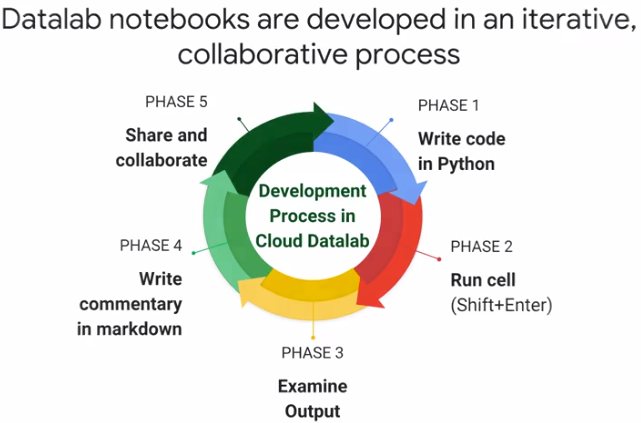 Datalab notebooks are developed in an iterative,
collaborative process
PHASE 1
Write code
in Python
PHASE 2
Run cell
(Shift+Enter)
PHASE 3
Examine
Output
PHASE 4
Write
commentary
in markdown
PHASE 5
Share and
collaborate
Development
Process in
Cloud Datalab